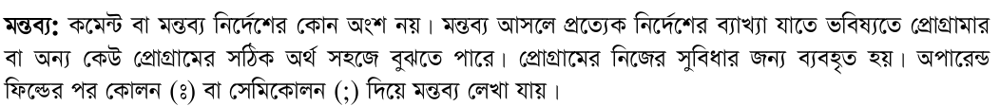 মন্তব্য: কমেন্ট বা মন্তব্য নির্দেশের কোন অংশ নয়। মন্তব্য আসলে প্রত্যেক নির্দেশের ব্যাখ্যা যাতে ভবিষ্যতে প্রোগ্রামার
বা অন্য কেউ প্রোগ্রামের সঠিক অর্থ সহজে বুঝতে পারে। প্রোগ্রামের নিজের সুবিধার জন্য ব্যবহৃত হয়। অপারেন্ড
ফিল্ডের পর কোলন (ঃ) বা সেমিকোলন (;) দিয়ে মন্তব্য লেখা যায়।